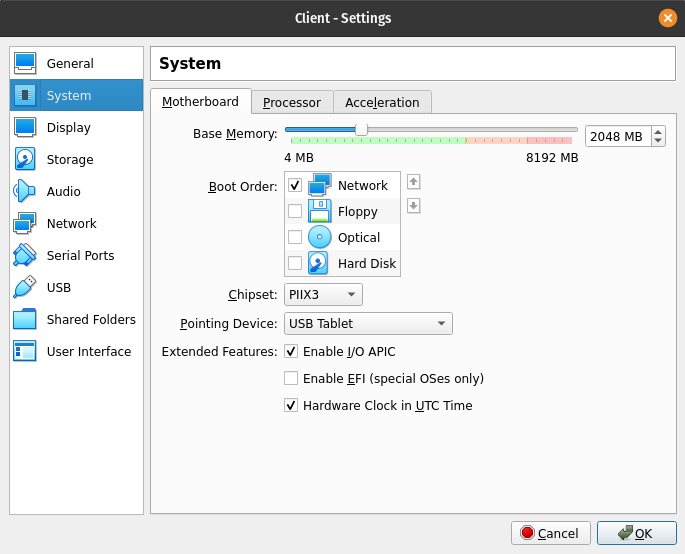 Client - Settings
General
System
Display
Storage
Audio
Network
Serial Ports
USB
Shared Folders
User Interface
System
Motherboard
Processor
Acceleration
Base Memory:
2048 MB
4 MB
8192 MB
Boot Order:
Network
Floppy
Optical
Hard Disk
Chipset:
PIIX3
Pointing Device:
USB Tablet
Extended Features:
Enable I/O APIC
Enable EFI (special OSes only)
Hardware Clock in UTC Time
Cancel
OK